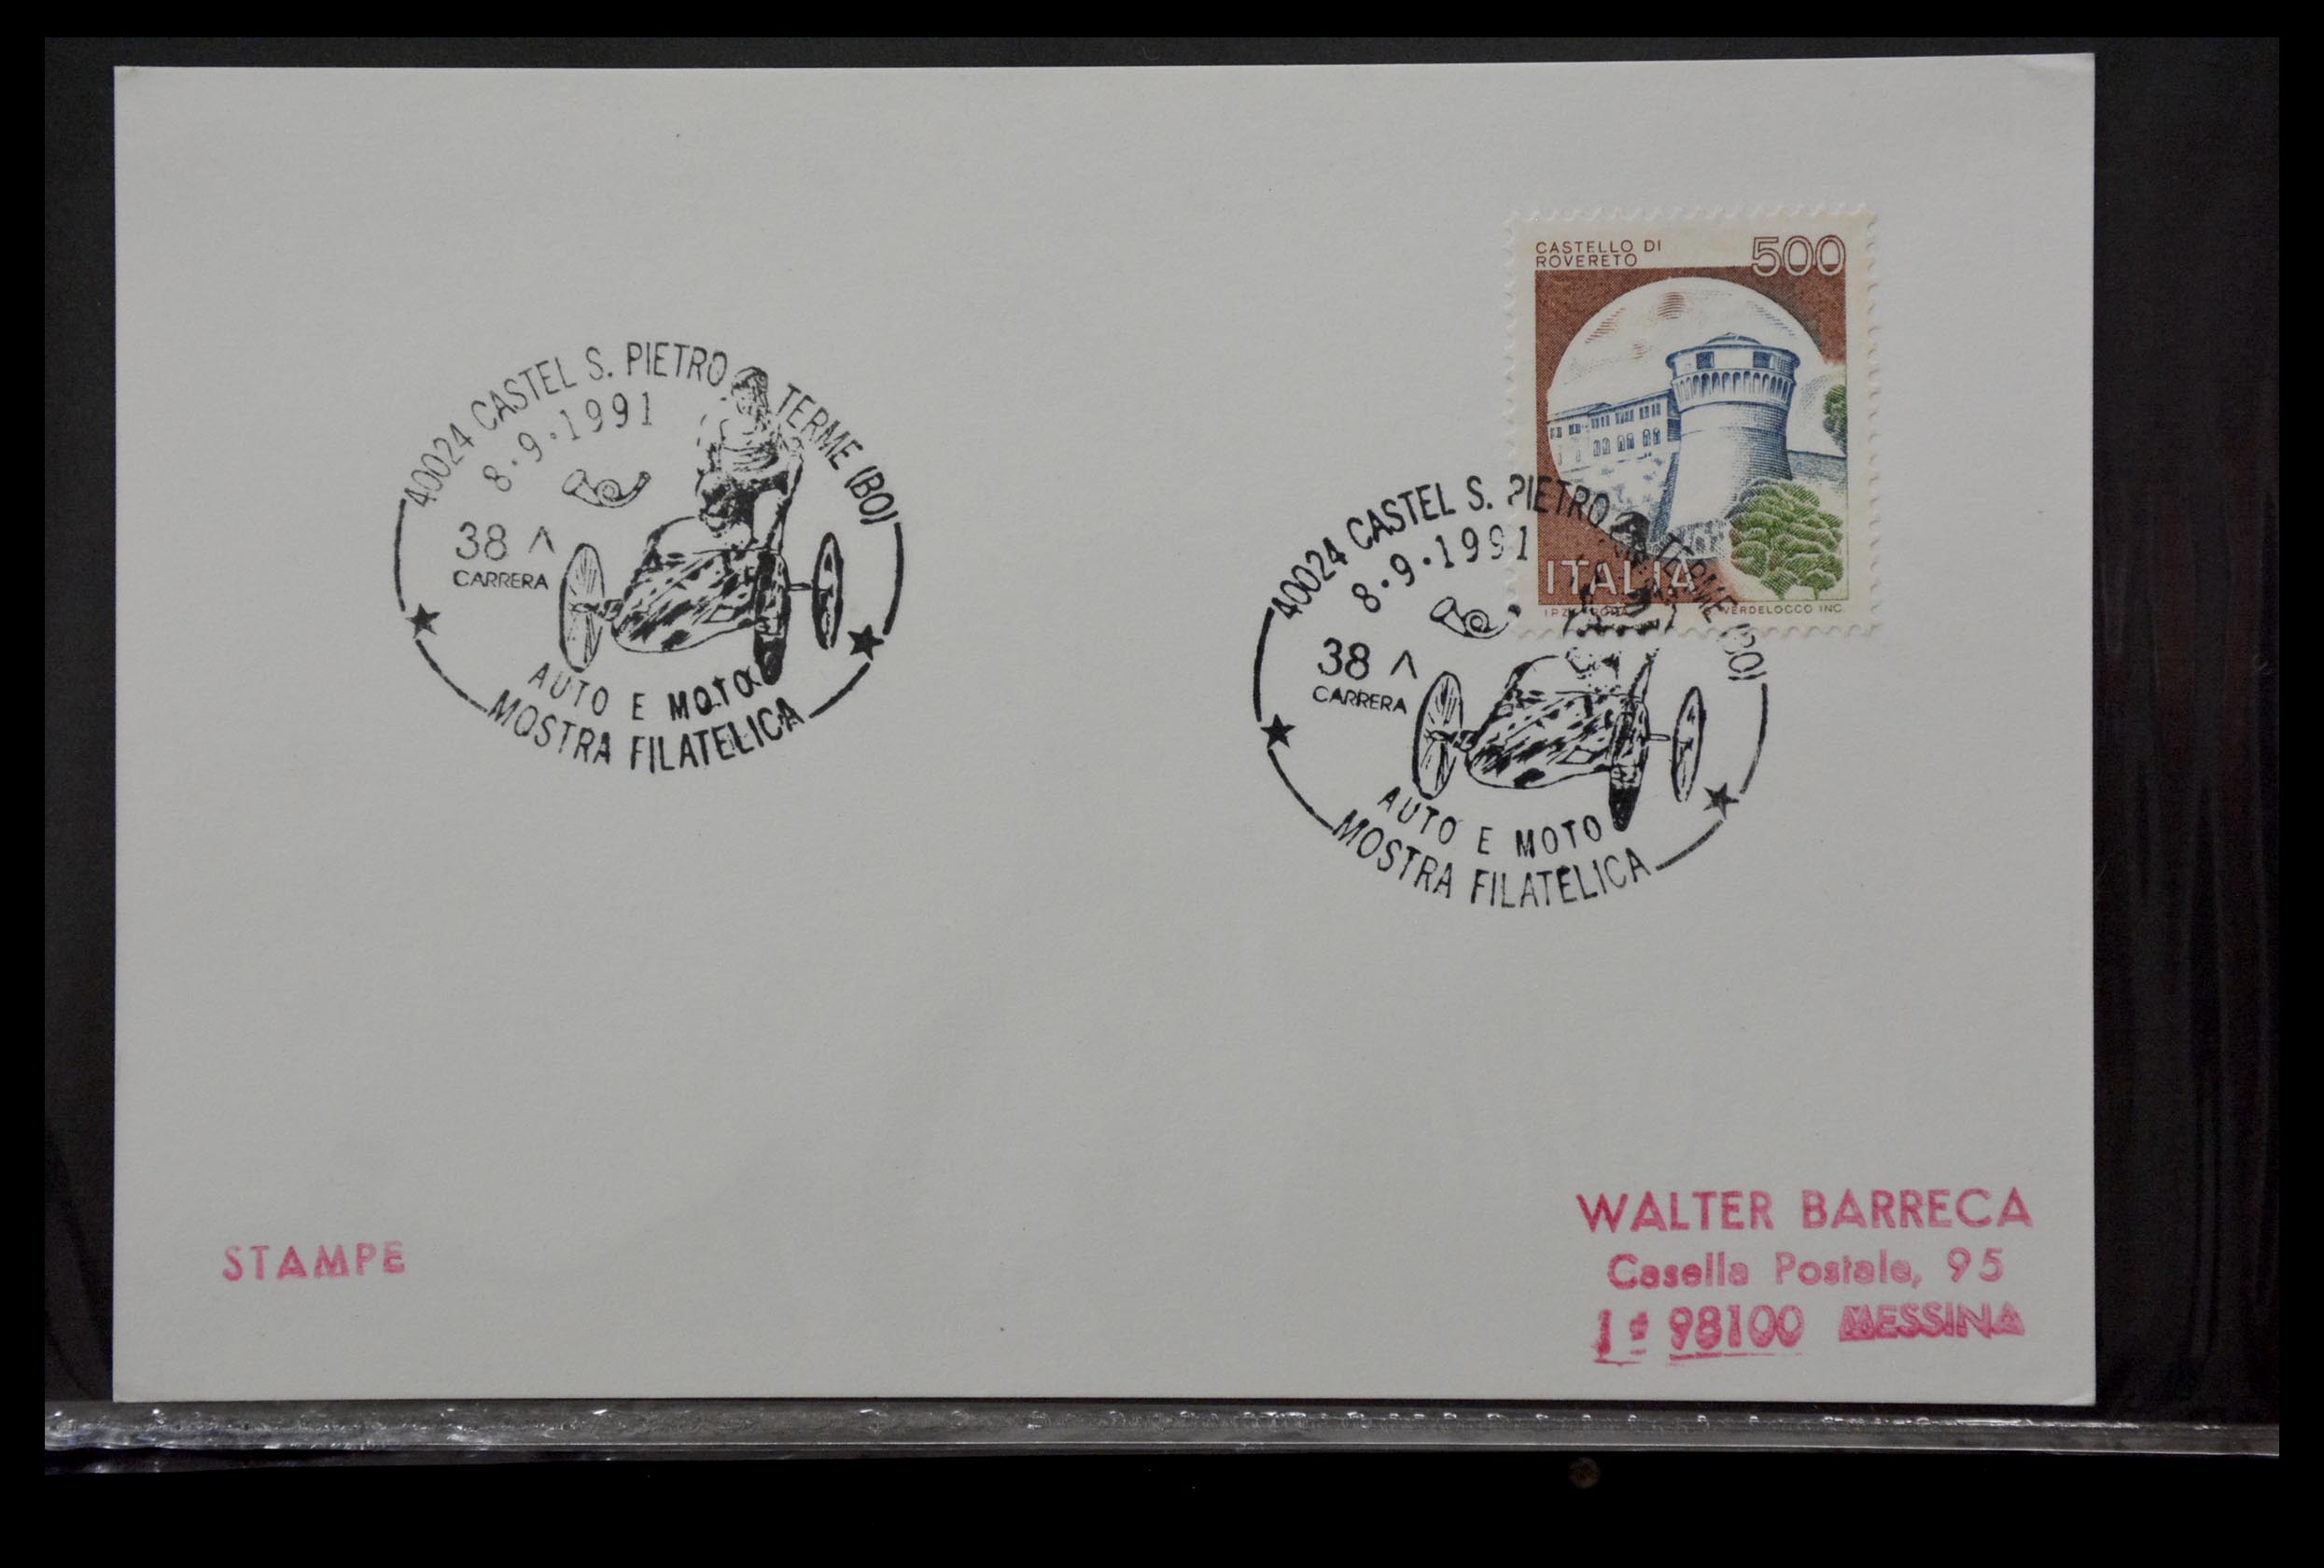 40024 CASTEL S. PIETRO TERME (BO)
8·9·1991
38 ^
CARRERA
AUTO E MOTO
MOSTRA FILATELICA
CASTELLO DI
ROVERETO
500
ITALIA
VERDELOCCO INC.
40024 CASTEL S. PIETRO TERME (BO)
8·9·1991
38 ^
CARRERA
AUTO E MOTO
MOSTRA FILATELICA
STAMPE
WALTER BARRECA
Casella Postale, 95
98100 MESSINA